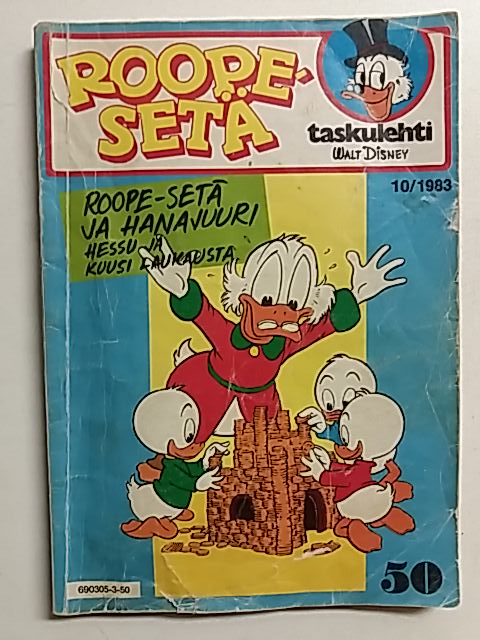 ROOPE-
SETÄ
taskulehti
WALT DISNEY
10/1983
ROOPE-SETÄ
JA HANAJUURI
HESSU JA
KUUSI LAUKAUSTA
50
690305-3-50